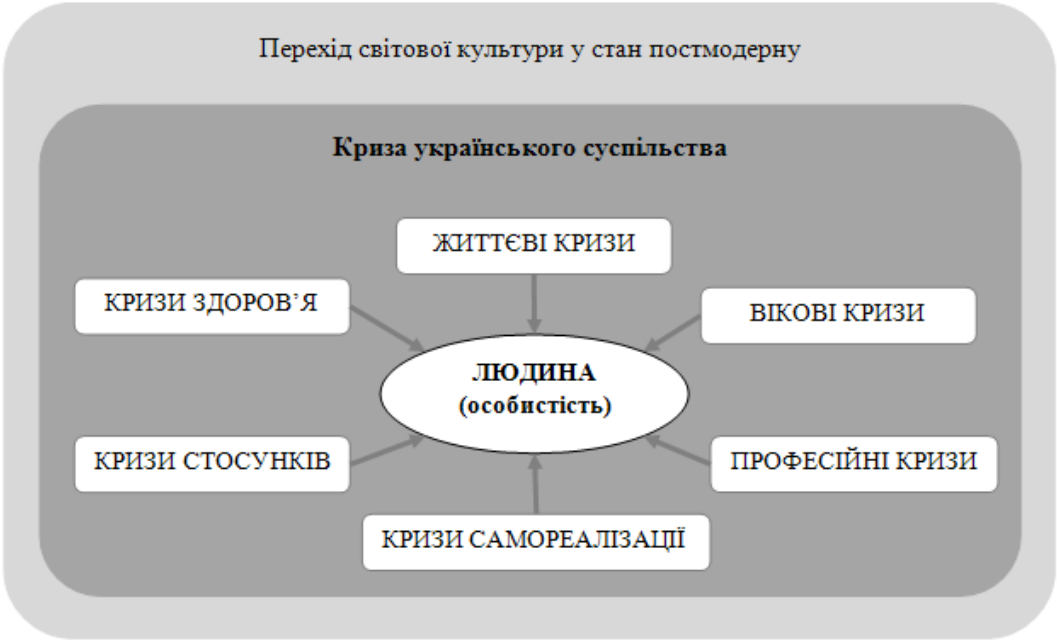 Перехід світової культури у стан постмодерну
Криза українського суспільства
ЖИТТЄВІ КРИЗИ
КРИЗИ ЗДОРОВ’Я
ВІКОВІ КРИЗИ
ЛЮДИНА
(особистість)
КРИЗИ СТОСУНКІВ
ПРОФЕСІЙНІ КРИЗИ
КРИЗИ САМОРЕАЛІЗАЦІЇ